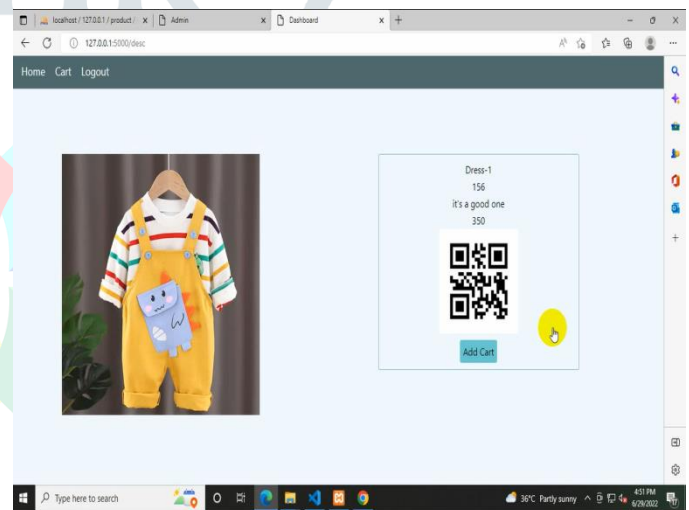 localhost / 127.0.0.1 / product /
Admin
Dashboard
127.0.0.1:5000/desc
Home Cart Logout
Dress-1
156
it's a good one
350
Add Cart
Type here to search
36°C Partly sunny
4:51 PM
6/29/2022